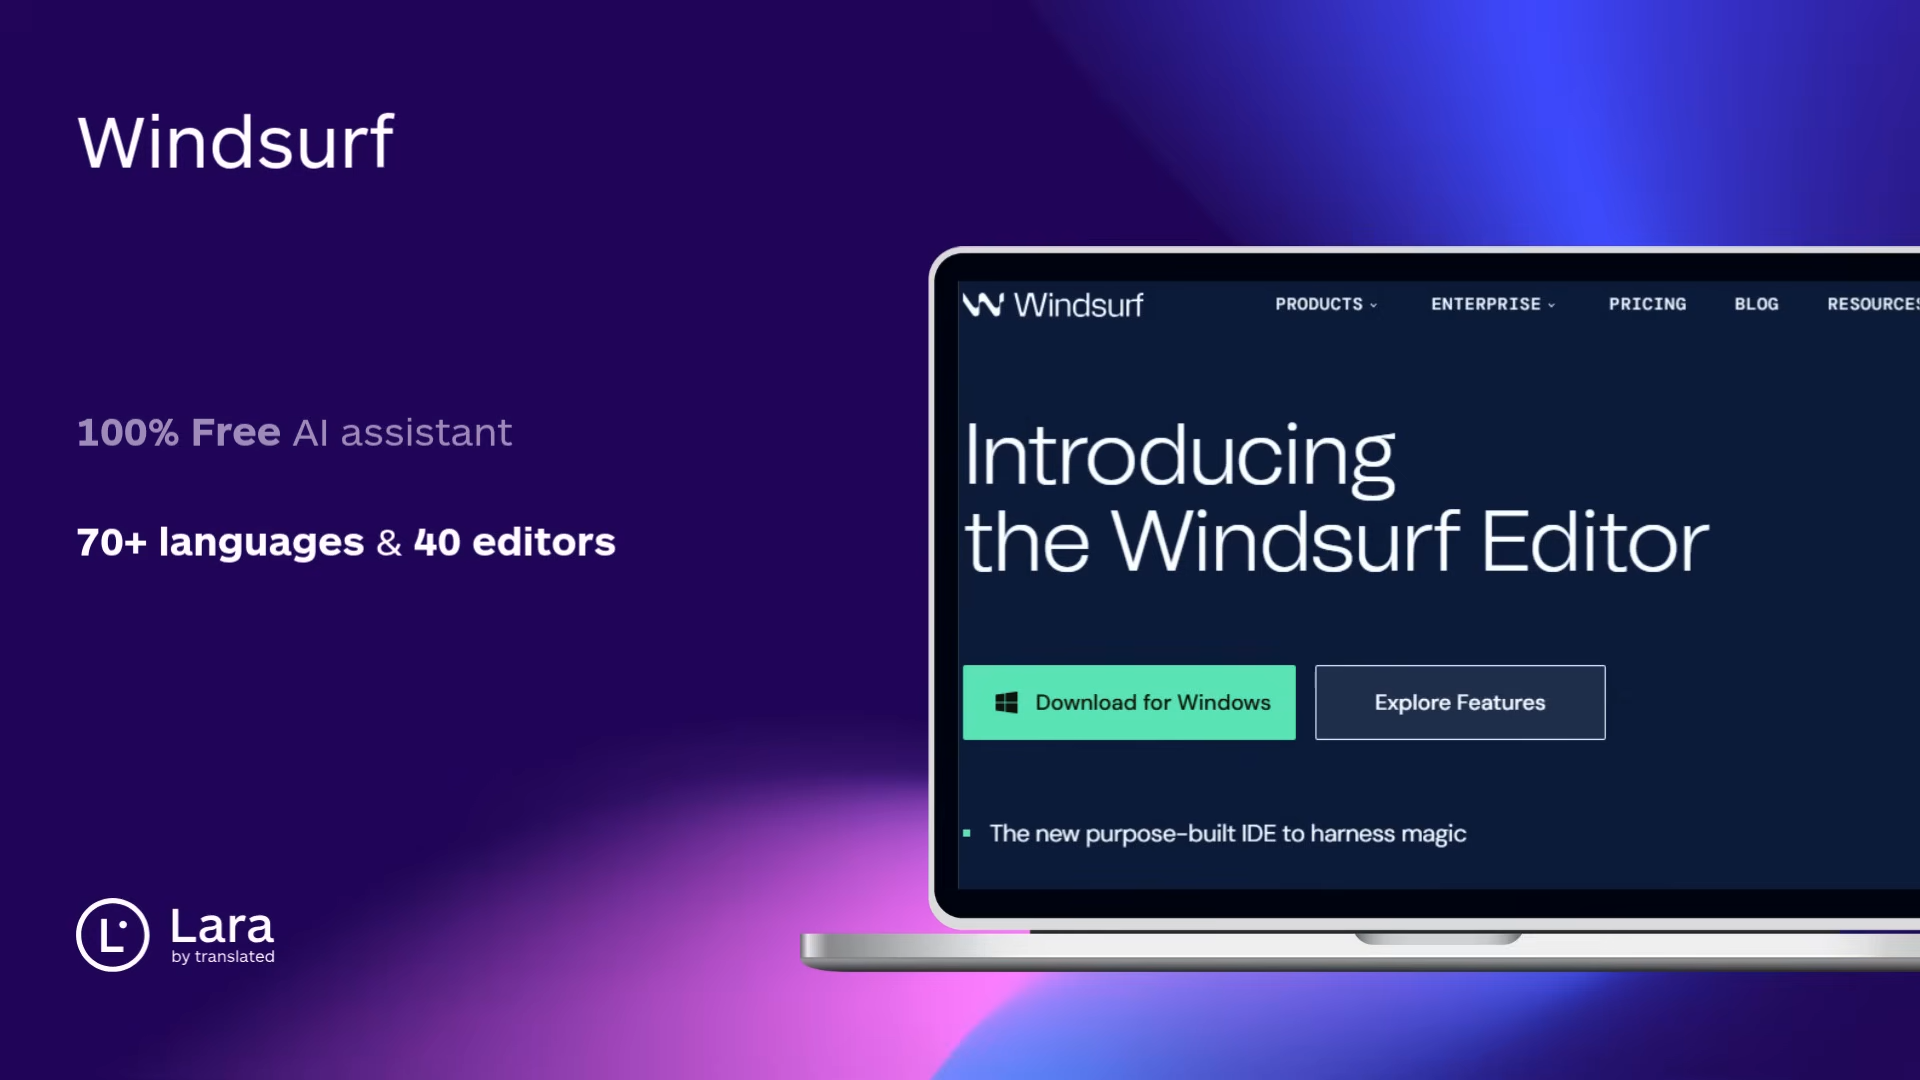 Windsurf
100% Free AI assistant
70+ languages & 40 editors
Lara
by translated
Windsurf
PRODUCTS
ENTERPRISE
PRICING
BLOG
RESOURCES
Introducing
the Windsurf Editor
Download for Windows
Explore Features
The new purpose-built IDE to harness magic